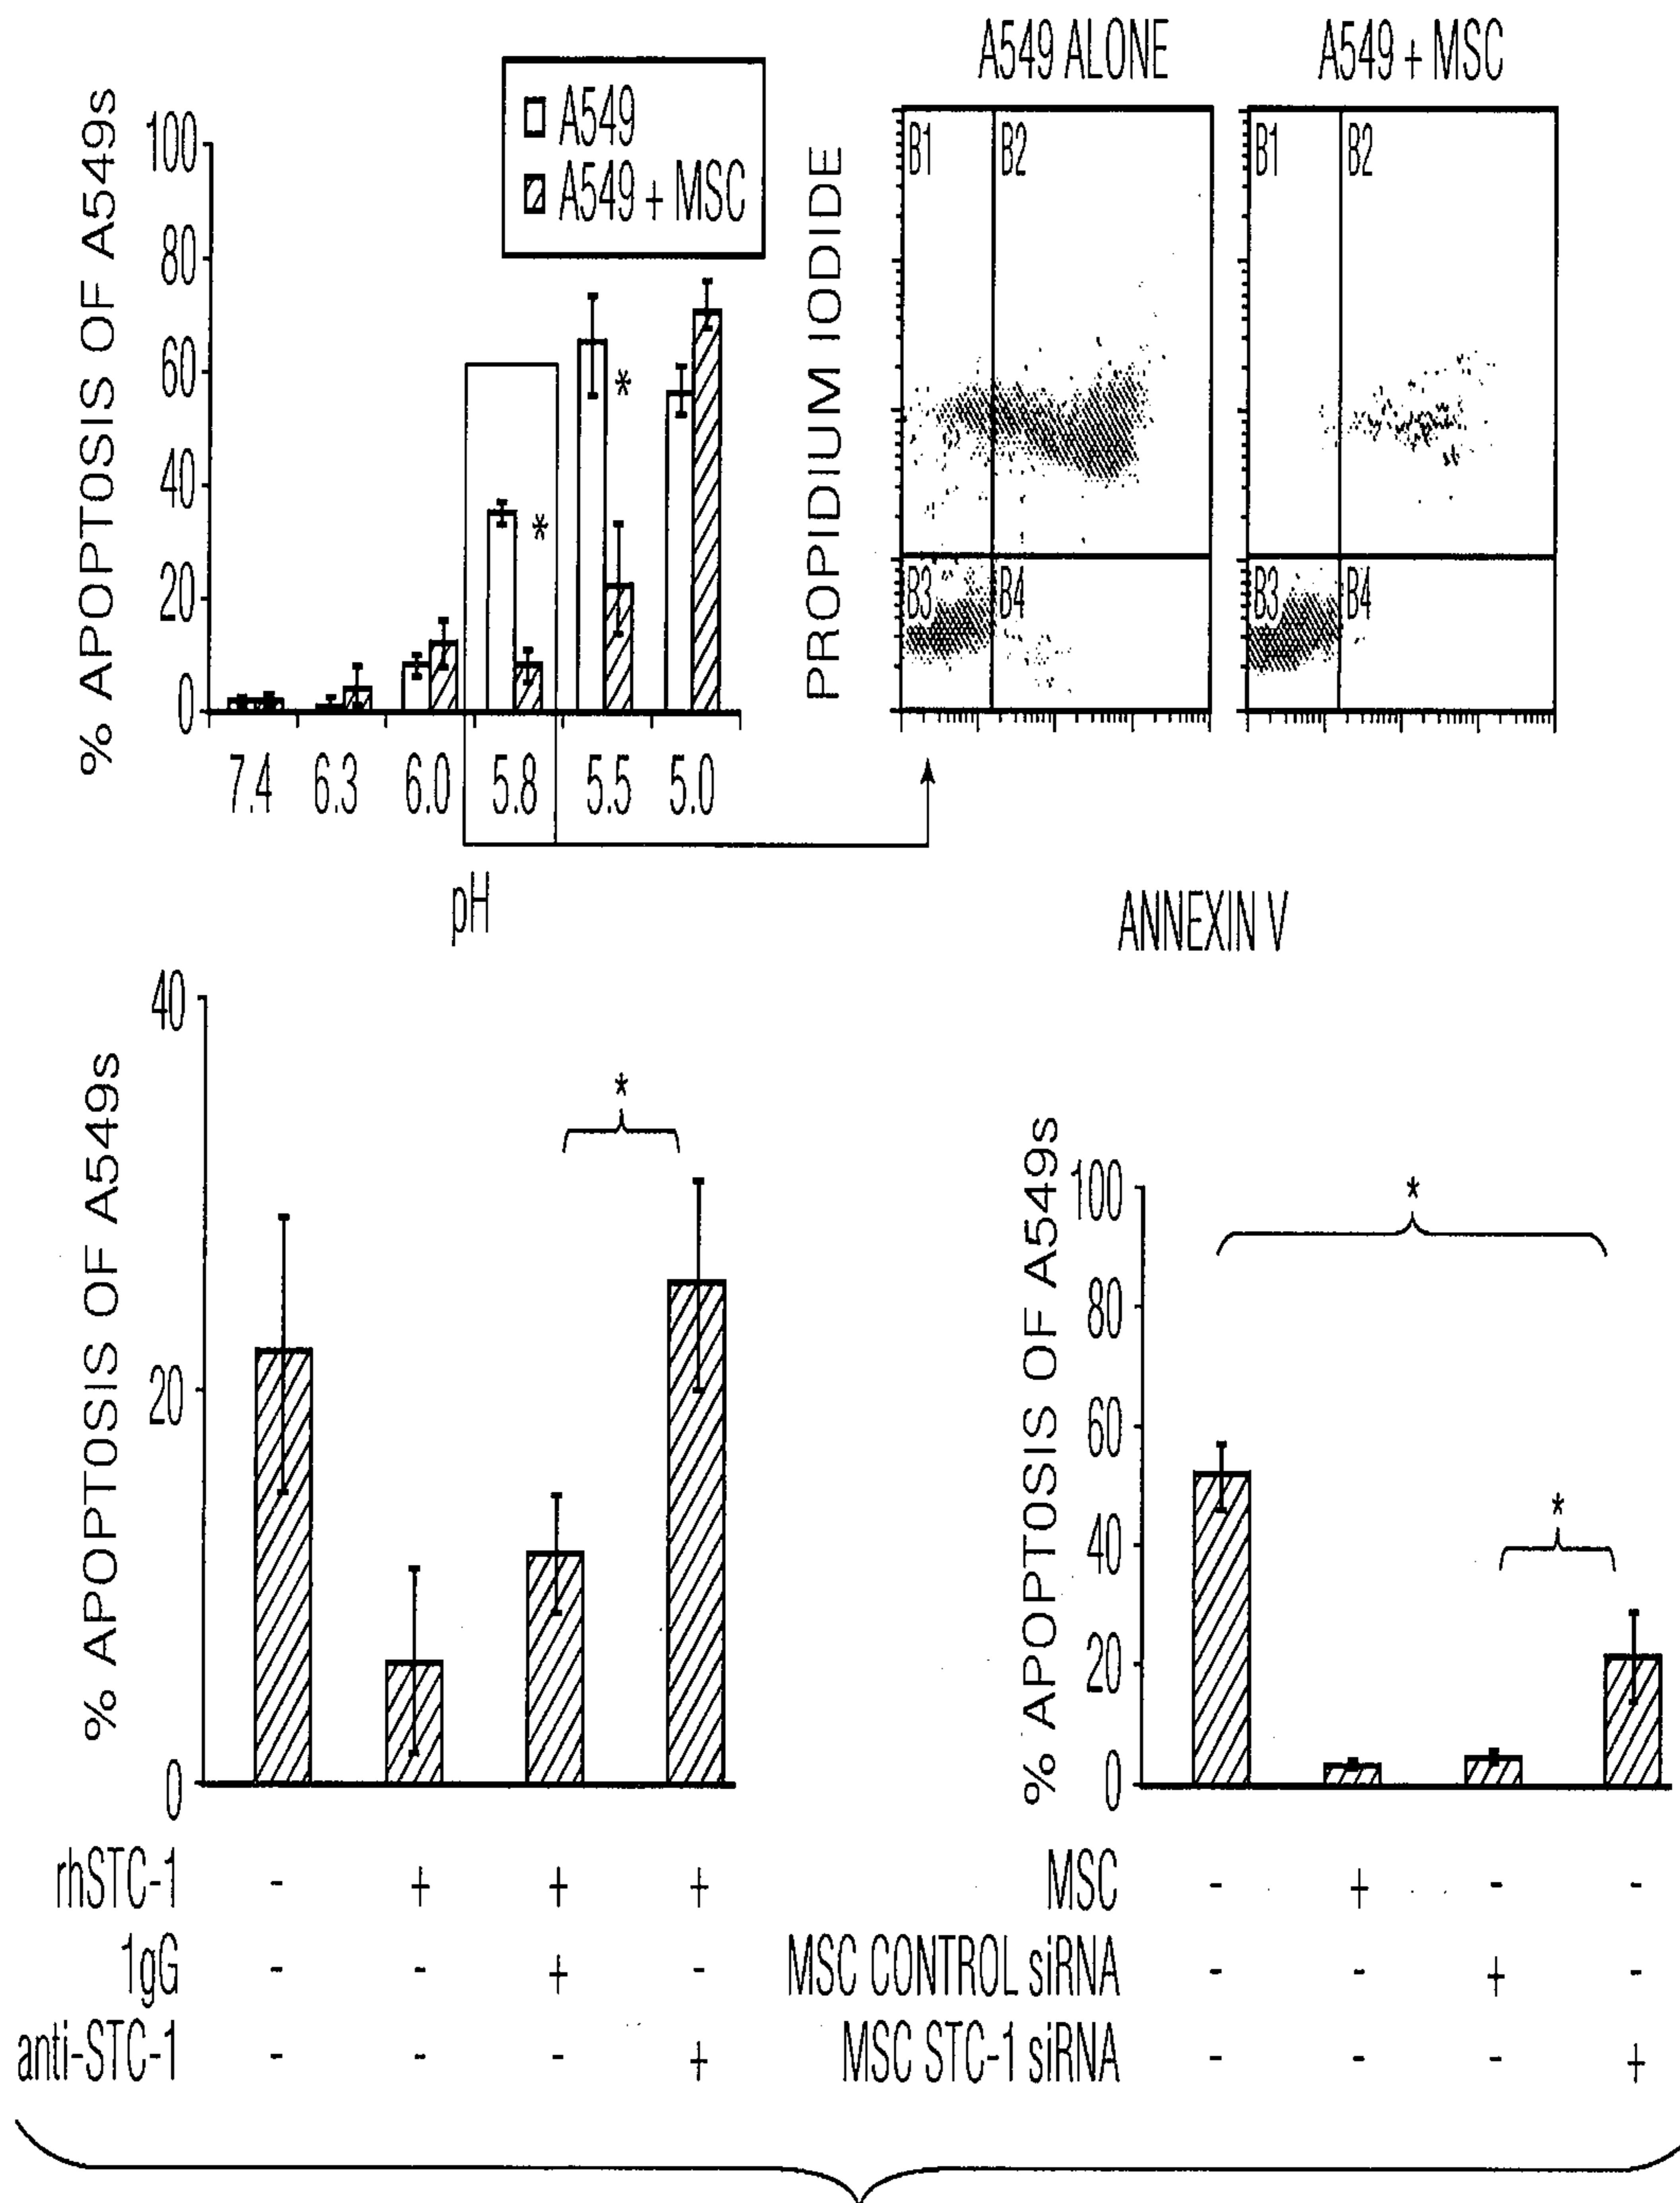 % APOPTOSIS OF A549s
100
80
60
40
20
0
A549
A549 + MSC
*
*
7.4 6.3 6.0 5.8 5.5 5.0
pH
A549 ALONE
A549 + MSC
PROPIDIUM IODIDE
B1 B2
B3 B4
B1 B2
B3 B4
ANNEXIN V
% APOPTOSIS OF A549s
40
20
0
*
rhSTC-1 - + + +
1gG - - + -
anti-STC-1 - - - +
% APOPTOSIS OF A549s
100
80
60
40
20
0
*
*
MSC - + - -
MSC CONTROL siRNA - - + -
MSC STC-1 siRNA - - - +